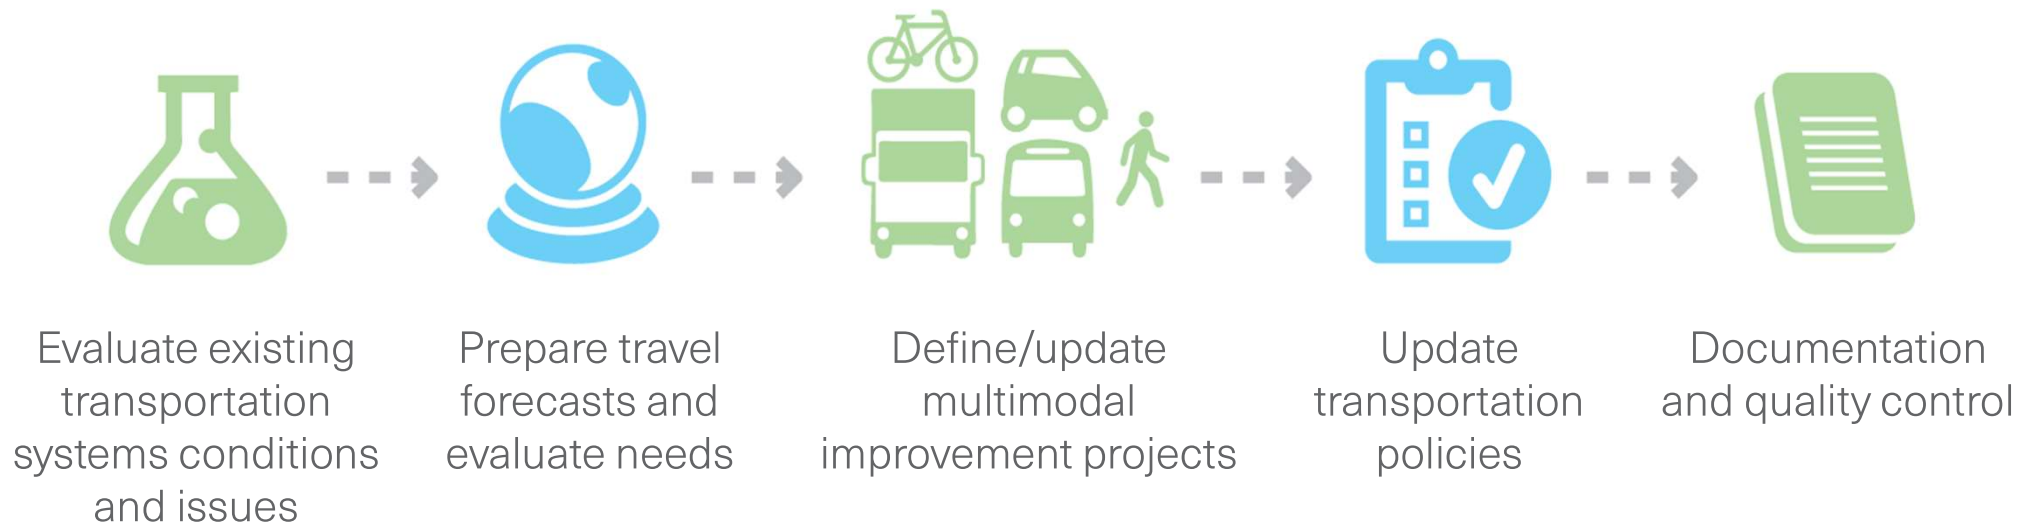 Evaluate existing
transportation
systems conditions
and issues
Prepare travel
forecasts and
evaluate needs
Define/update
multimodal
improvement projects
Update
transportation
policies
Documentation
and quality control